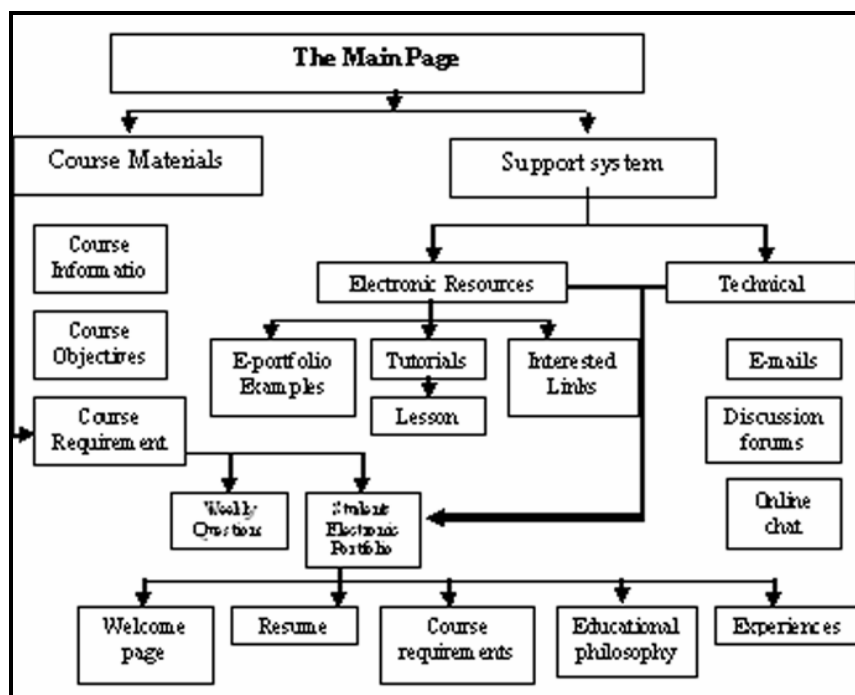 The Main Page
Course Materials
Support system
Course
Informatio
Electronic Resources
Technical
Course
Objectives
E-portfolio
Examples
Tutorials
Interested
Links
E-mails
Course
Requirement
Lesson
Discussion
forums
Weekly
Question
Student
Electronic
Portfolio
Online
chat
Welcome
page
Resume
Course
requirements
Educational
philosophy
Experiences